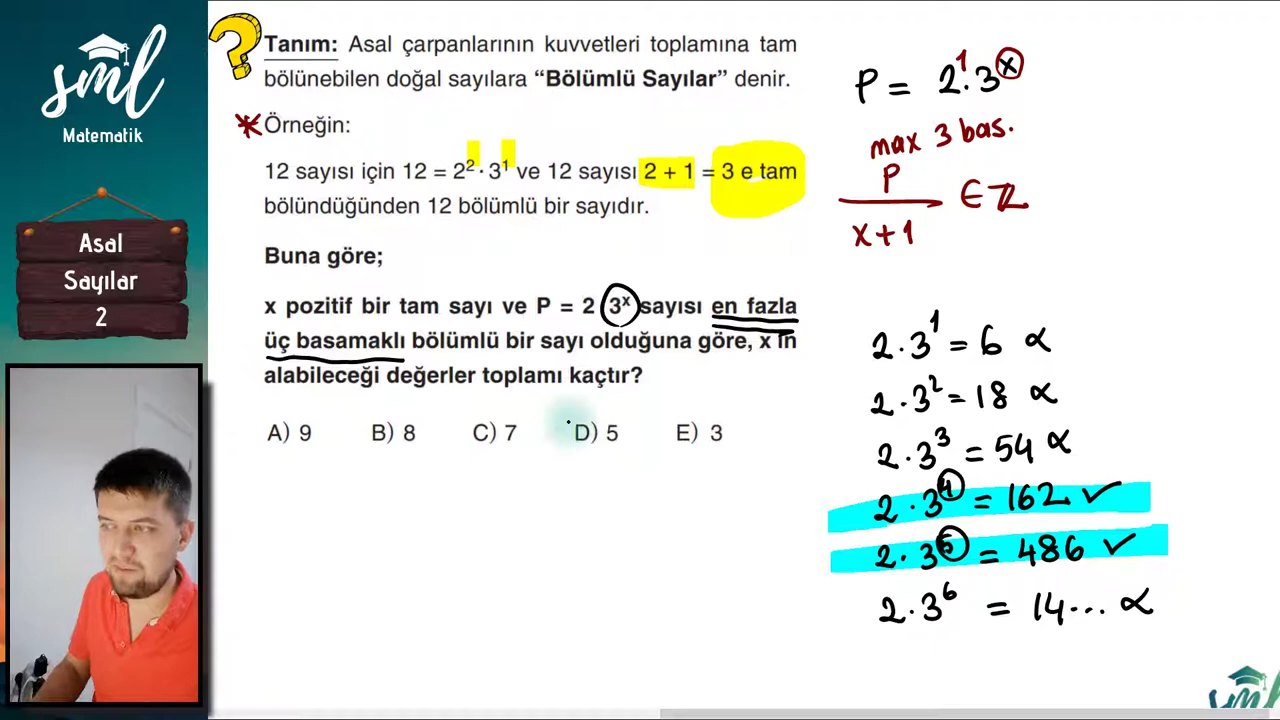 sml
Matematik
Asal
Sayılar
2
?
Tanım: Asal çarpanlarının kuvvetleri toplamına tam
bölünebilen doğal sayılara “Bölümlü Sayılar” denir.
* Örneğin:
12 sayısı için 12 = 2² · 3¹ ve 12 sayısı 2 + 1 = 3 e tam
bölündüğünden 12 bölümlü bir sayıdır.
Buna göre;
x pozitif bir tam sayı ve P = 2 3ˣ sayısı en fazla
üç basamaklı bölümlü bir sayı olduğuna göre, x in
alabileceği değerler toplamı kaçtır?
A) 9 B) 8 C) 7 D) 5 E) 3
P = 2¹·3ˣ
max 3 bas.
P
x+1
∈ ℤ
2·3¹ = 6 α
2·3² = 18 α
2·3³ = 54 α
2·3⁴ = 162 ✓
2·3⁵ = 486 ✓
2·3⁶ = 14... α